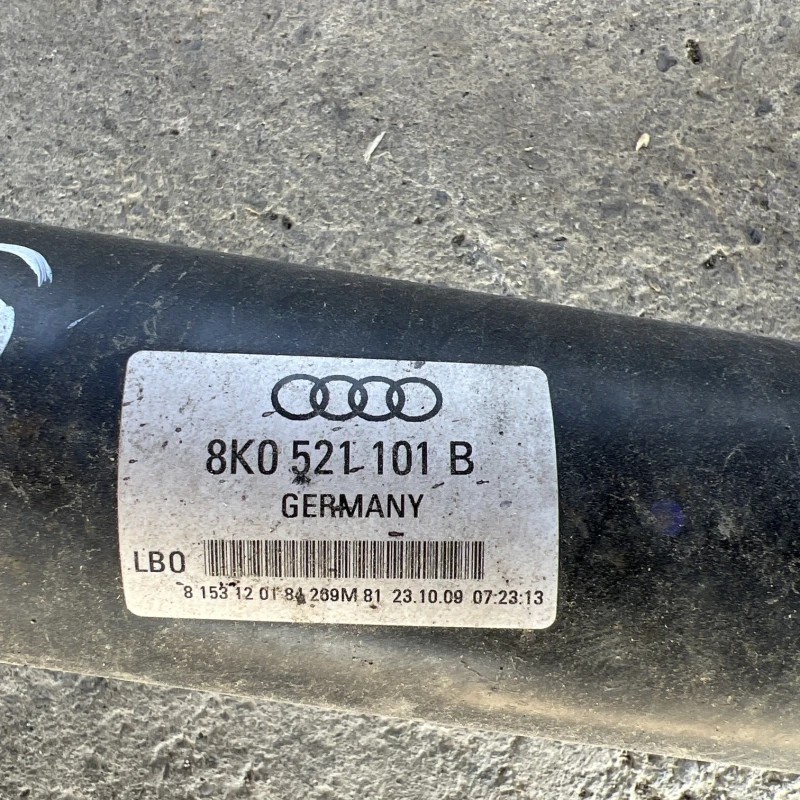 8K0 521 101 B
GERMANY
LBO
8 153 12 01 84 269M 81 23.10.09 07:23:13